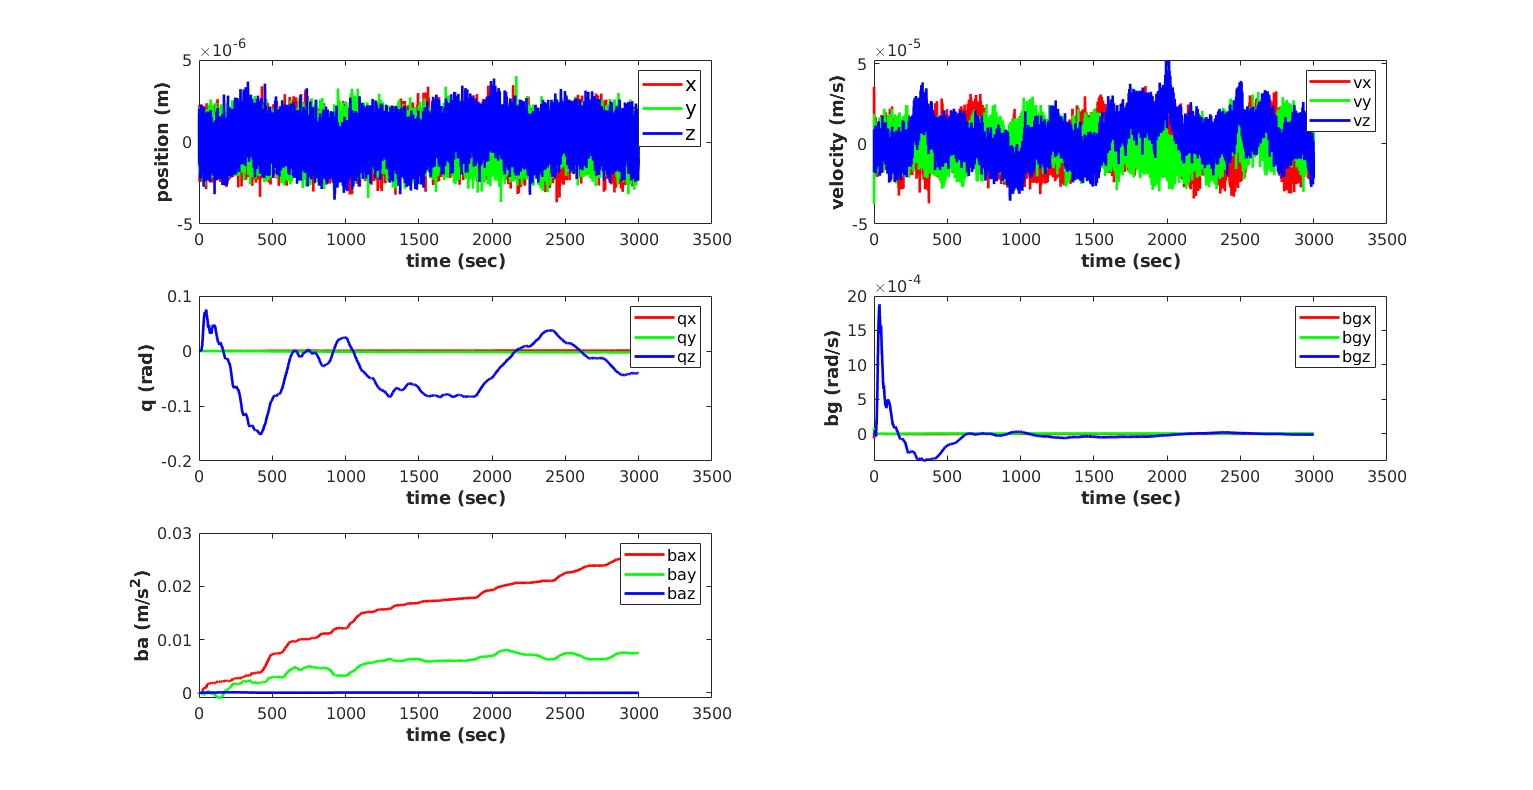 ×10^-6
5
0
-5
position (m)
x
y
z
0 500 1000 1500 2000 2500 3000 3500
time (sec)
×10^-5
5
0
-5
velocity (m/s)
vx
vy
vz
0 500 1000 1500 2000 2500 3000 3500
time (sec)
0.1
0
-0.1
-0.2
q (rad)
qx
qy
qz
0 500 1000 1500 2000 2500 3000 3500
time (sec)
×10^-4
20
15
10
5
0
bg (rad/s)
bgx
bgy
bgz
0 500 1000 1500 2000 2500 3000 3500
time (sec)
0.03
0.02
0.01
0
ba (m/s^2)
bax
bay
baz
0 500 1000 1500 2000 2500 3000 3500
time (sec)